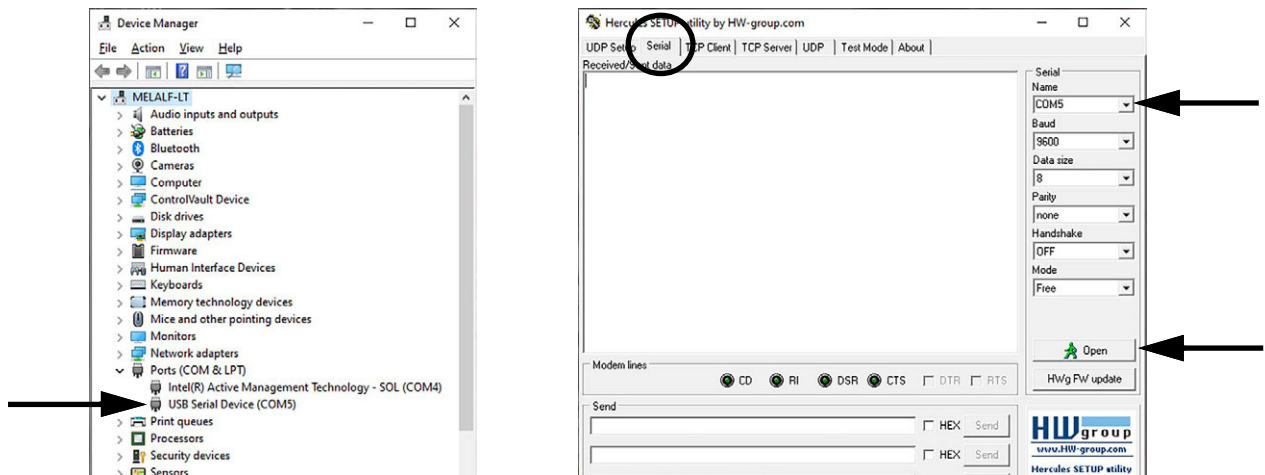 Device Manager
File Action View Help
MELALF-LT
Audio inputs and outputs
Batteries
Bluetooth
Cameras
Computer
ControlVault Device
Disk drives
Display adapters
Firmware
Human Interface Devices
Keyboards
Memory technology devices
Mice and other pointing devices
Monitors
Network adapters
Ports (COM & LPT)
Intel(R) Active Management Technology - SOL (COM4)
USB Serial Device (COM5)
Print queues
Processors
Security devices
Sensors
Hercules SETUP utility by HW-group.com
UDP Setup Serial TCP Client TCP Server UDP Test Mode About
Received/Sent data
Serial
Name
COM5
Baud
9600
Data size
8
Parity
none
Handshake
OFF
Mode
Free
Open
HWg FW update
Modem lines
CD RI DSR CTS DTR RTS
Send
HEX Send
HEX Send
HWgroup
www.HW-group.com
Hercules SETUP utility